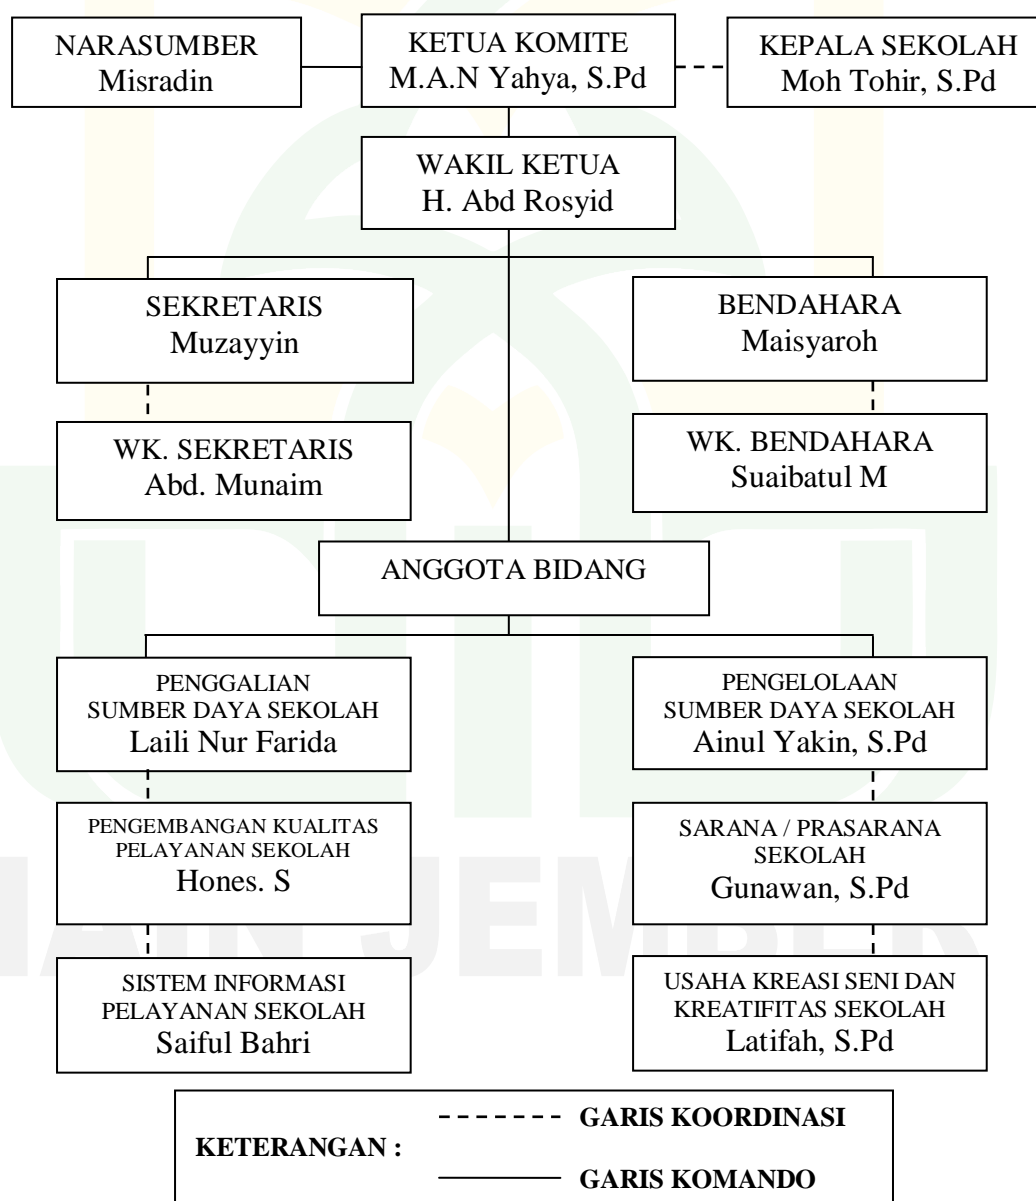 NARASUMBER
Misradin
KETUA KOMITE
M.A.N Yahya, S.Pd
KEPALA SEKOLAH
Moh Tohir, S.Pd
WAKIL KETUA
H. Abd Rosyid
SEKRETARIS
Muzayyin
BENDAHARA
Maisyaroh
WK. SEKRETARIS
Abd. Munaim
WK. BENDAHARA
Suaibatul M
ANGGOTA BIDANG
PENGGALIAN
SUMBER DAYA SEKOLAH
Laili Nur Farida
PENGELOLAAN
SUMBER DAYA SEKOLAH
Ainul Yakin, S.Pd
PENGEMBANGAN KUALITAS
PELAYANAN SEKOLAH
Hones. S
SARANA / PRASARANA
SEKOLAH
Gunawan, S.Pd
IAIN JEMBER
SISTEM INFORMASI
PELAYANAN SEKOLAH
Saiful Bahri
USAHA KREASI SENI DAN
KREATIFITAS SEKOLAH
Latifah, S.Pd
KETERANGAN :
GARIS KOORDINASI
GARIS KOMANDO